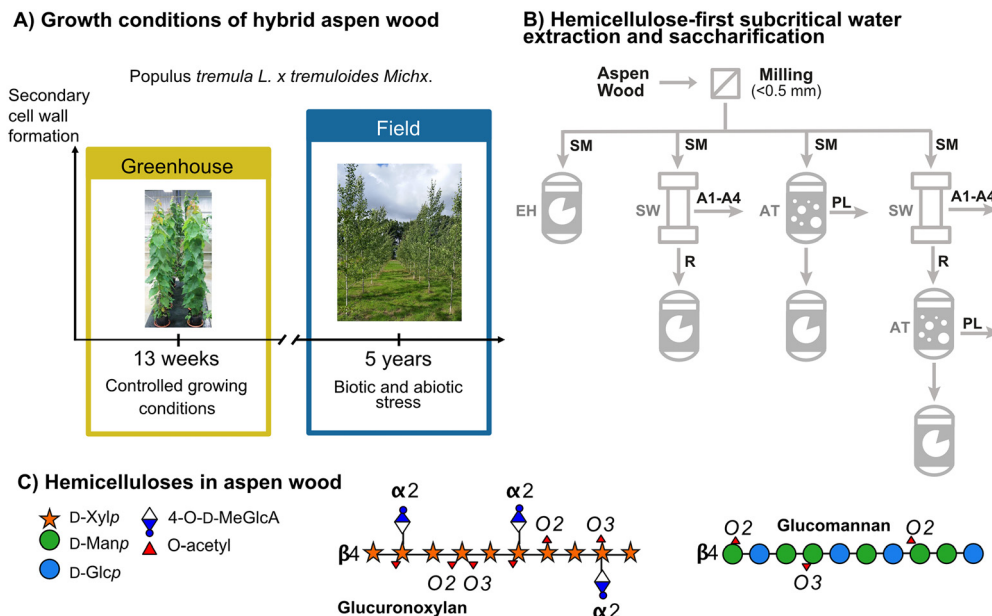 A) Growth conditions of hybrid aspen wood
Populus tremula L. x tremuloides Michx.
Secondary
cell wall
formation
Greenhouse
Field
13 weeks
5 years
Controlled growing
conditions
Biotic and abiotic
stress
B) Hemicellulose-first subcritical water
extraction and saccharification
Aspen
Wood
Milling
(<0.5 mm)
SM
SM
SM
SM
EH
SW
A1-A4
AT
PL
SW
A1-A4
R
R
AT
PL
C) Hemicelluloses in aspen wood
D-Xylp
4-O-D-MeGlcA
D-Manp
O-acetyl
D-Glcp
α2
α2
O2
O3
β4
O2
O3
α2
Glucuronoxylan
Glucomannan
O2
β4
O3